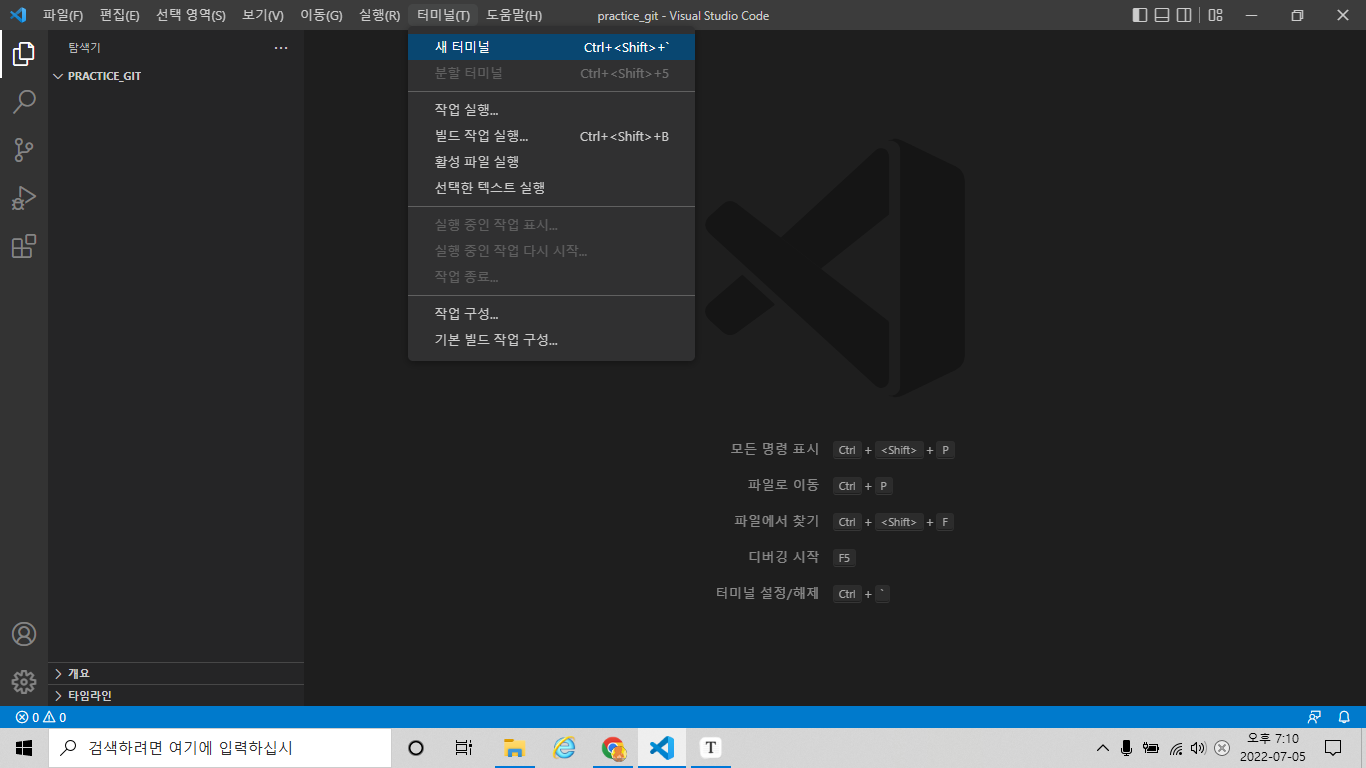 파일(F) 편집(E) 선택 영역(S) 보기(V) 이동(G) 실행(R) 터미널(T) 도움말(H) practice_git - Visual Studio Code
탐색기
PRACTICE_GIT
새 터미널 Ctrl+<Shift>+`
분할 터미널 Ctrl+<Shift>+5
작업 실행...
빌드 작업 실행... Ctrl+<Shift>+B
활성 파일 실행
선택한 텍스트 실행
실행 중인 작업 표시...
실행 중인 작업 다시 시작...
작업 종료...
작업 구성...
기본 빌드 작업 구성...
모든 명령 표시 Ctrl + <Shift> + P
파일로 이동 Ctrl + P
파일에서 찾기 Ctrl + <Shift> + F
디버깅 시작 F5
터미널 설정/해제 Ctrl + `
개요
타임라인
0 0
검색하려면 여기에 입력하십시
T
오후 7:10
2022-07-05